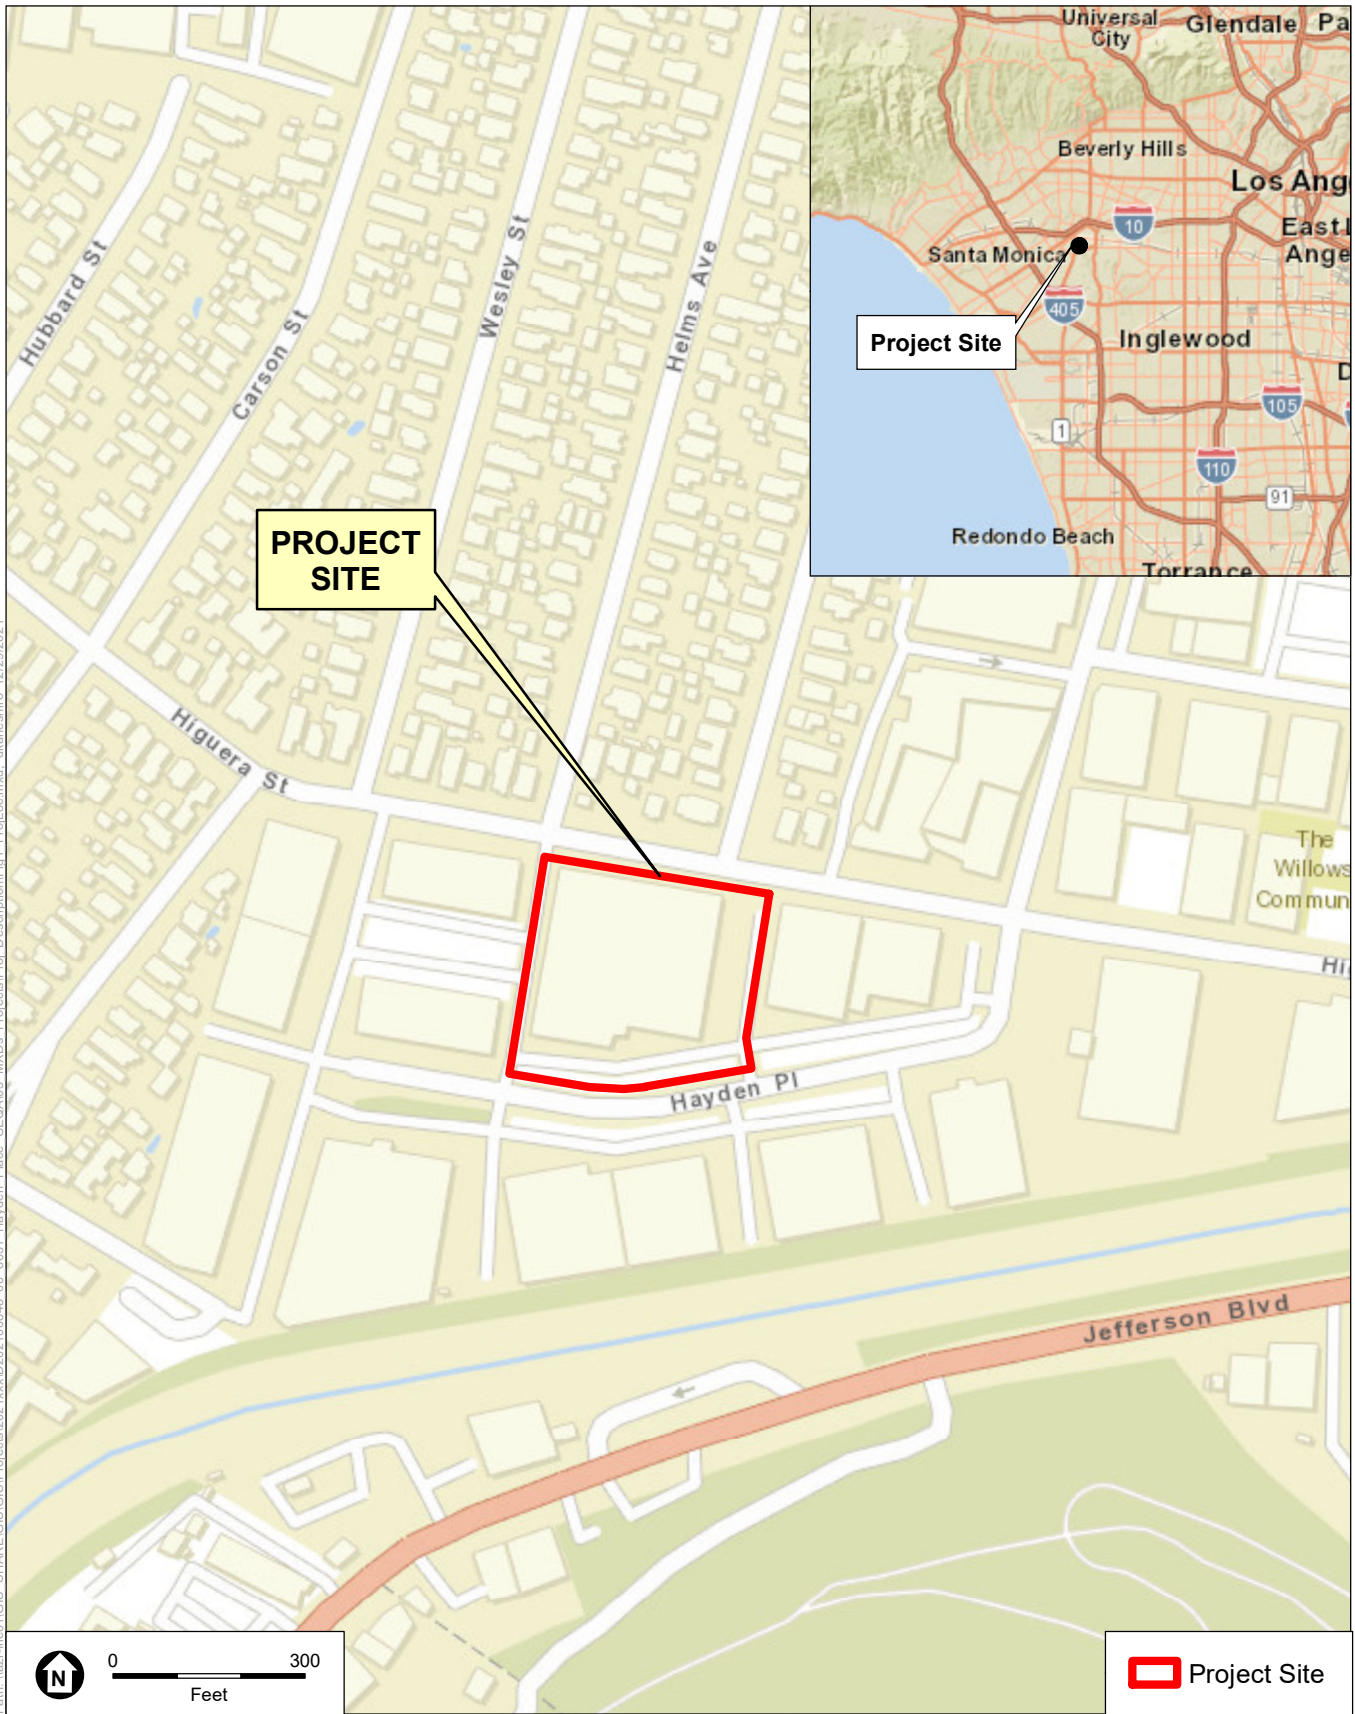 Universal
City
Glendale
Pa
Beverly Hills
Los Ang
10
East L
Ange
Santa Monica
405
Project Site
Inglewood
D
105
1
110
91
Redondo Beach
Torrance
Hubbard St
Carson St
Wesley St
Helms Ave
PROJECT
SITE
Higuera St
The
Willows
Commun
Hi
Hayden Pl
Jefferson Blvd
N
0 300
Feet
Project Site